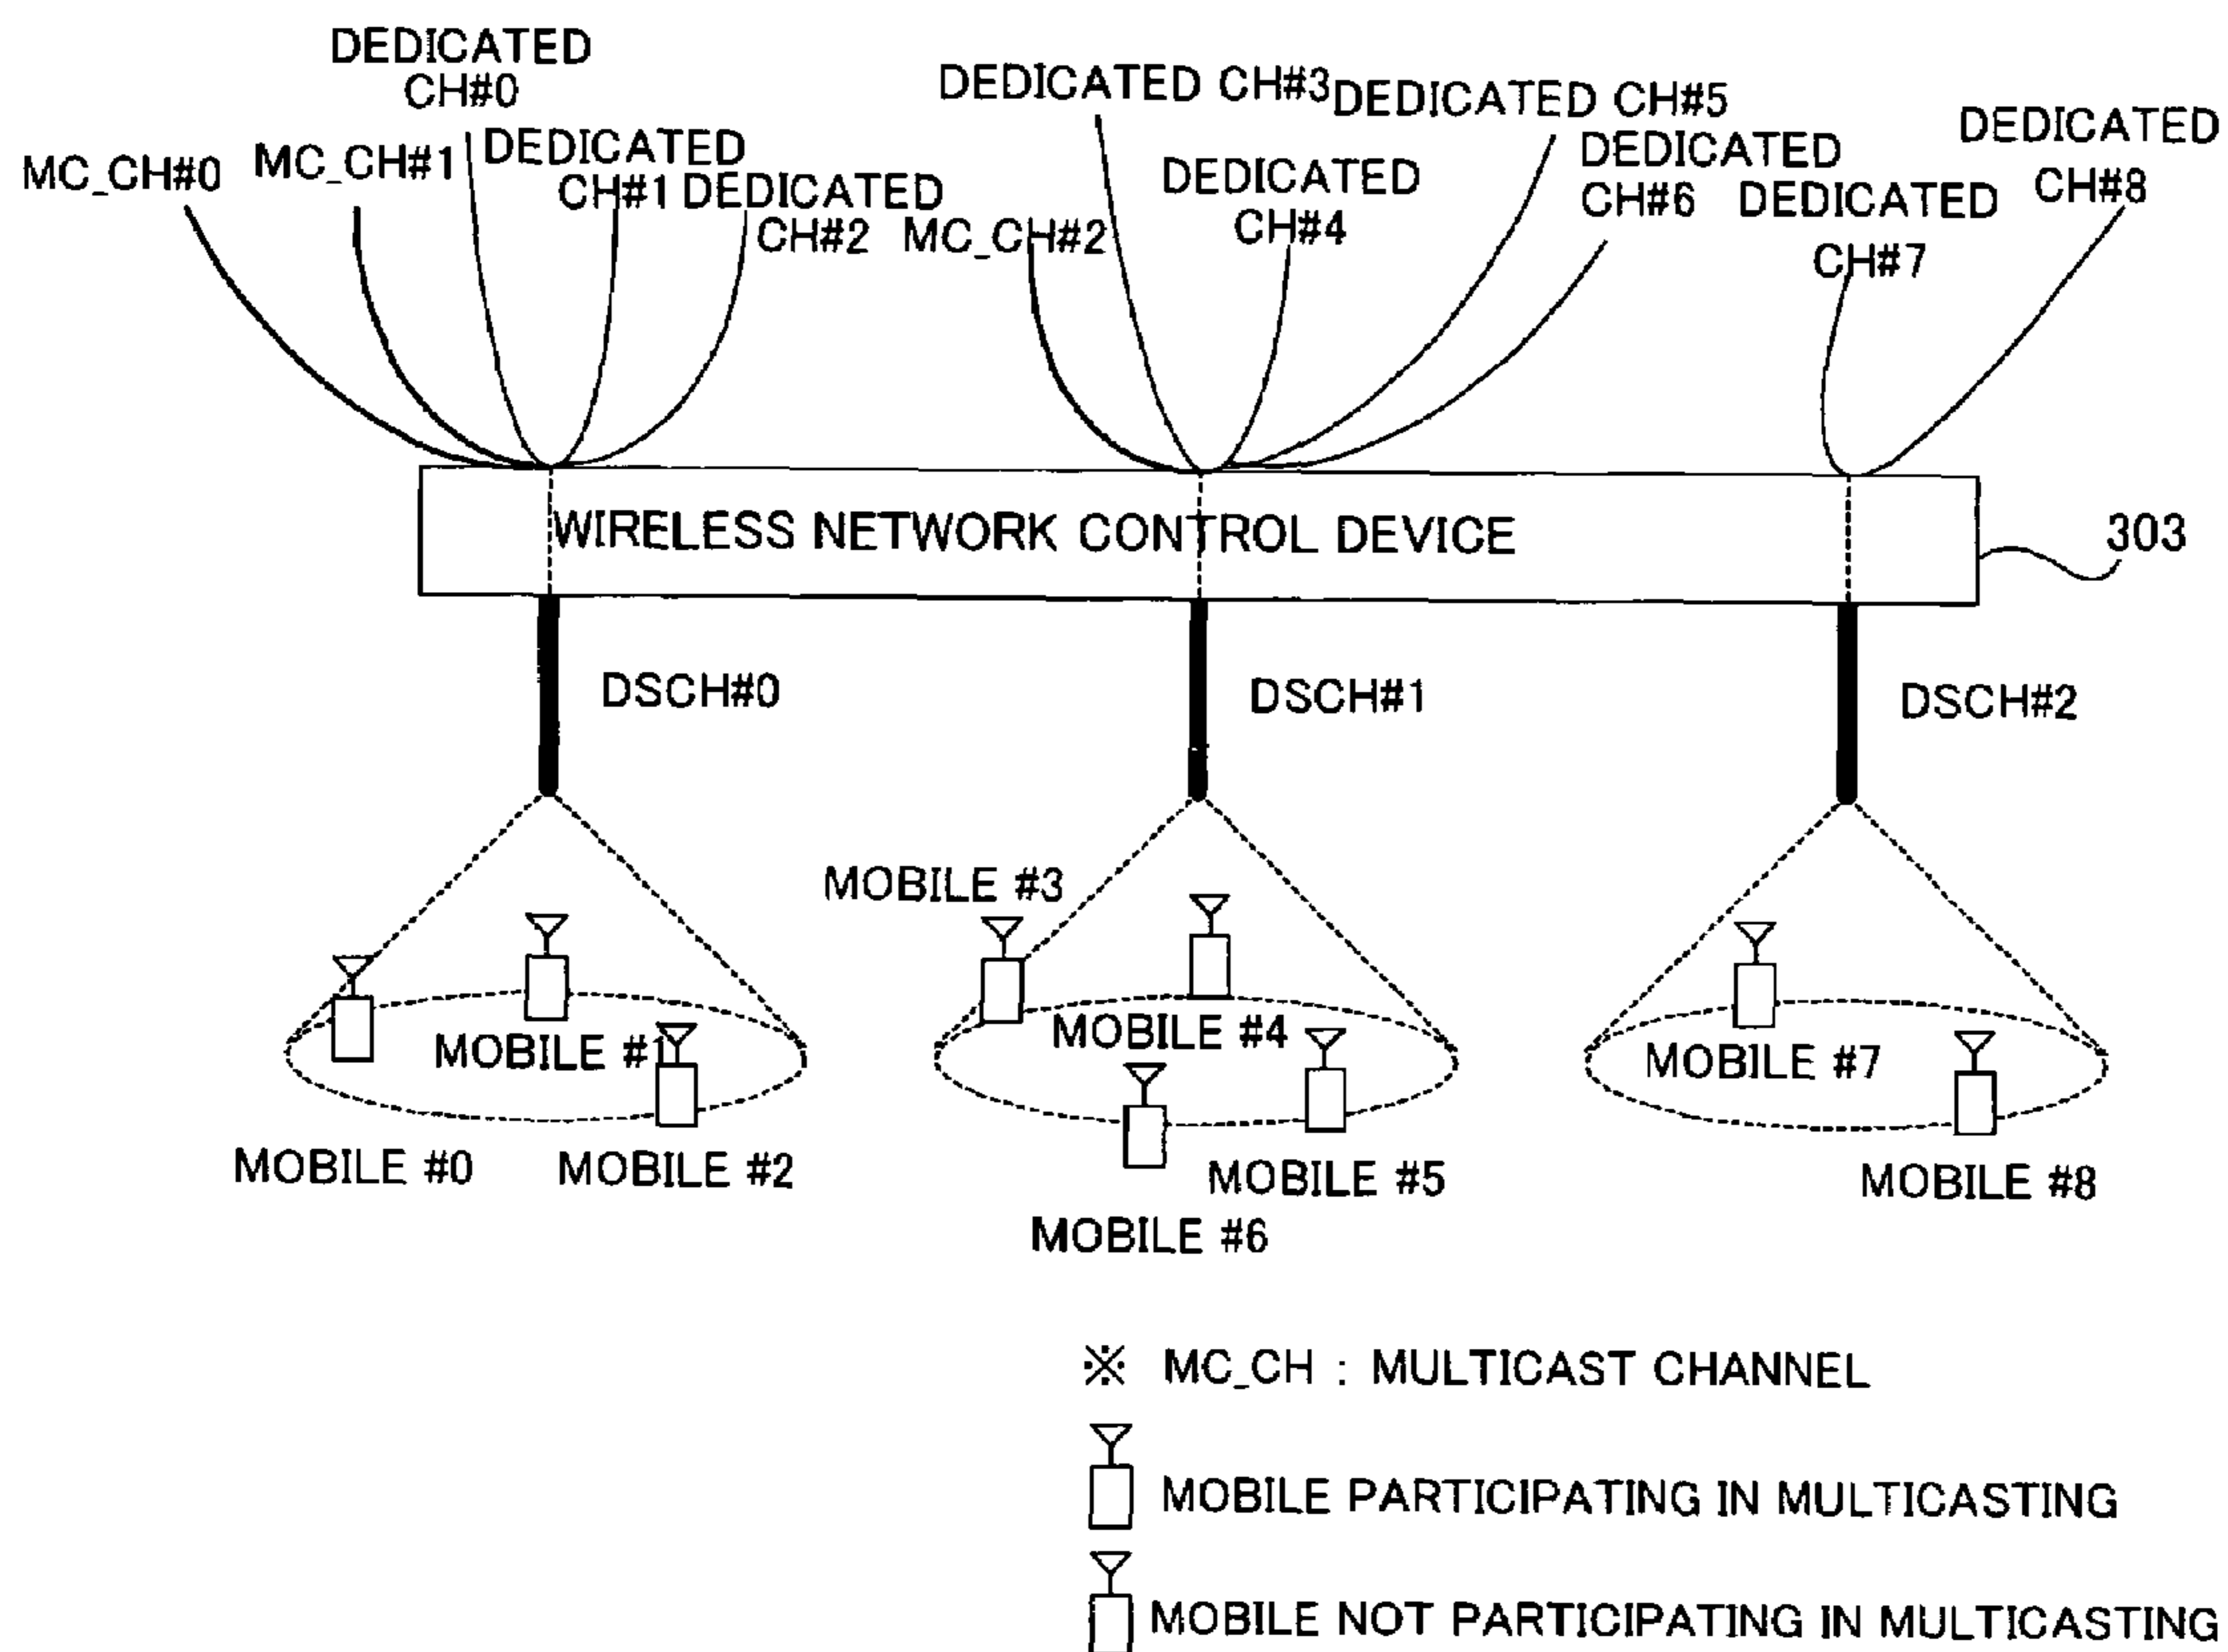 DEDICATED
CH#0
DEDICATED CH#3
DEDICATED CH#5
DEDICATED
CH#8
MC_CH#0
MC_CH#1
DEDICATED
CH#1
DEDICATED
CH#2
MC_CH#2
DEDICATED
CH#4
DEDICATED
CH#6
DEDICATED
CH#7
WIRELESS NETWORK CONTROL DEVICE
303
DSCH#0
DSCH#1
DSCH#2
MOBILE #3
MOBILE #1
MOBILE #4
MOBILE #7
MOBILE #0
MOBILE #2
MOBILE #5
MOBILE #8
MOBILE #6
※ MC_CH : MULTICAST CHANNEL
MOBILE PARTICIPATING IN MULTICASTING
MOBILE NOT PARTICIPATING IN MULTICASTING